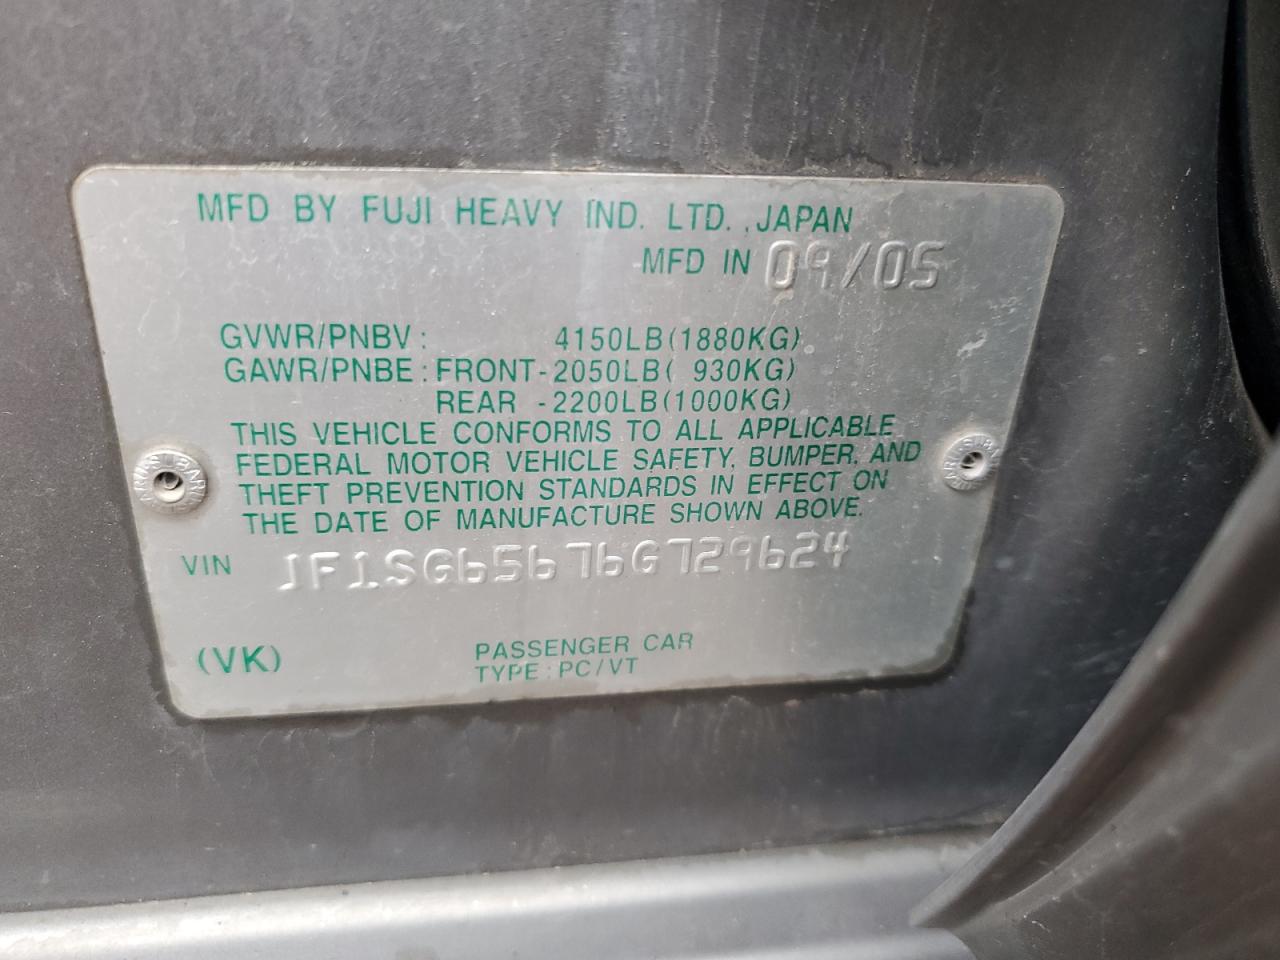 MFD BY FUJI HEAVY IND. LTD., JAPAN
MFD IN 09/05
GVWR/PNBV: 4150LB(1880KG)
GAWR/PNBE:FRONT-2050LB( 930KG)
REAR -2200LB(1000KG)
THIS VEHICLE CONFORMS TO ALL APPLICABLE
FEDERAL MOTOR VEHICLE SAFETY, BUMPER, AND
THEFT PREVENTION STANDARDS IN EFFECT ON
THE DATE OF MANUFACTURE SHOWN ABOVE.
VIN JF1SG65676G729624
(VK) PASSENGER CAR
TYPE:PC/VT